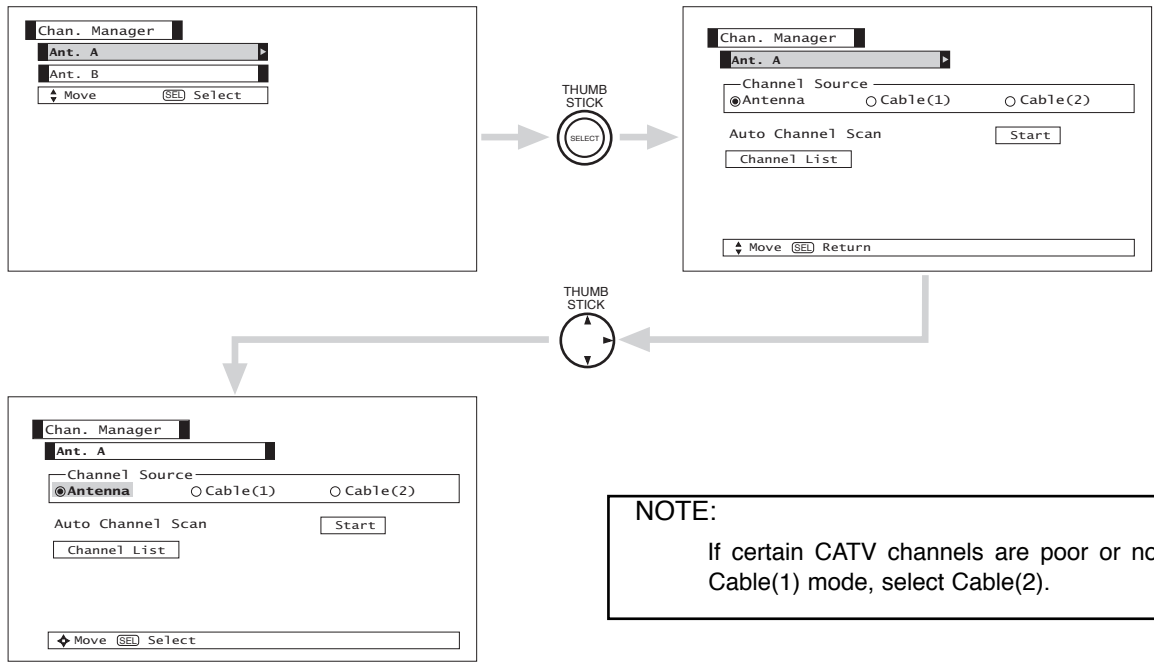 Chan. Manager
Ant. A
Ant. B
Move SEL Select
THUMB
STICK
SELECT
Chan. Manager
Ant. A
Channel Source
Antenna Cable(1) Cable(2)
Auto Channel Scan Start
Channel List
Move SEL Return
THUMB
STICK
Chan. Manager
Ant. A
Channel Source
Antenna Cable(1) Cable(2)
Auto Channel Scan Start
Channel List
Move SEL Select
NOTE:
If certain CATV channels are poor or
Cable(1) mode, select Cable(2).